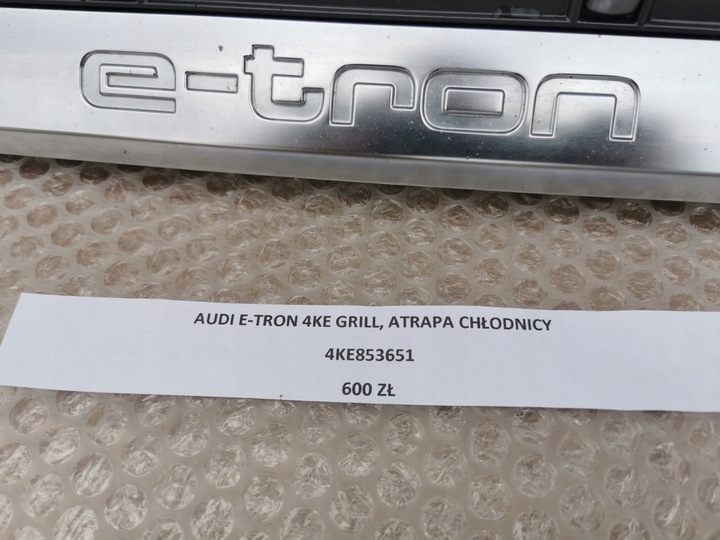 e-tron
AUDI E-TRON 4KE GRILL, ATRAPA CHŁODNICY
4KE853651
600 ZŁ